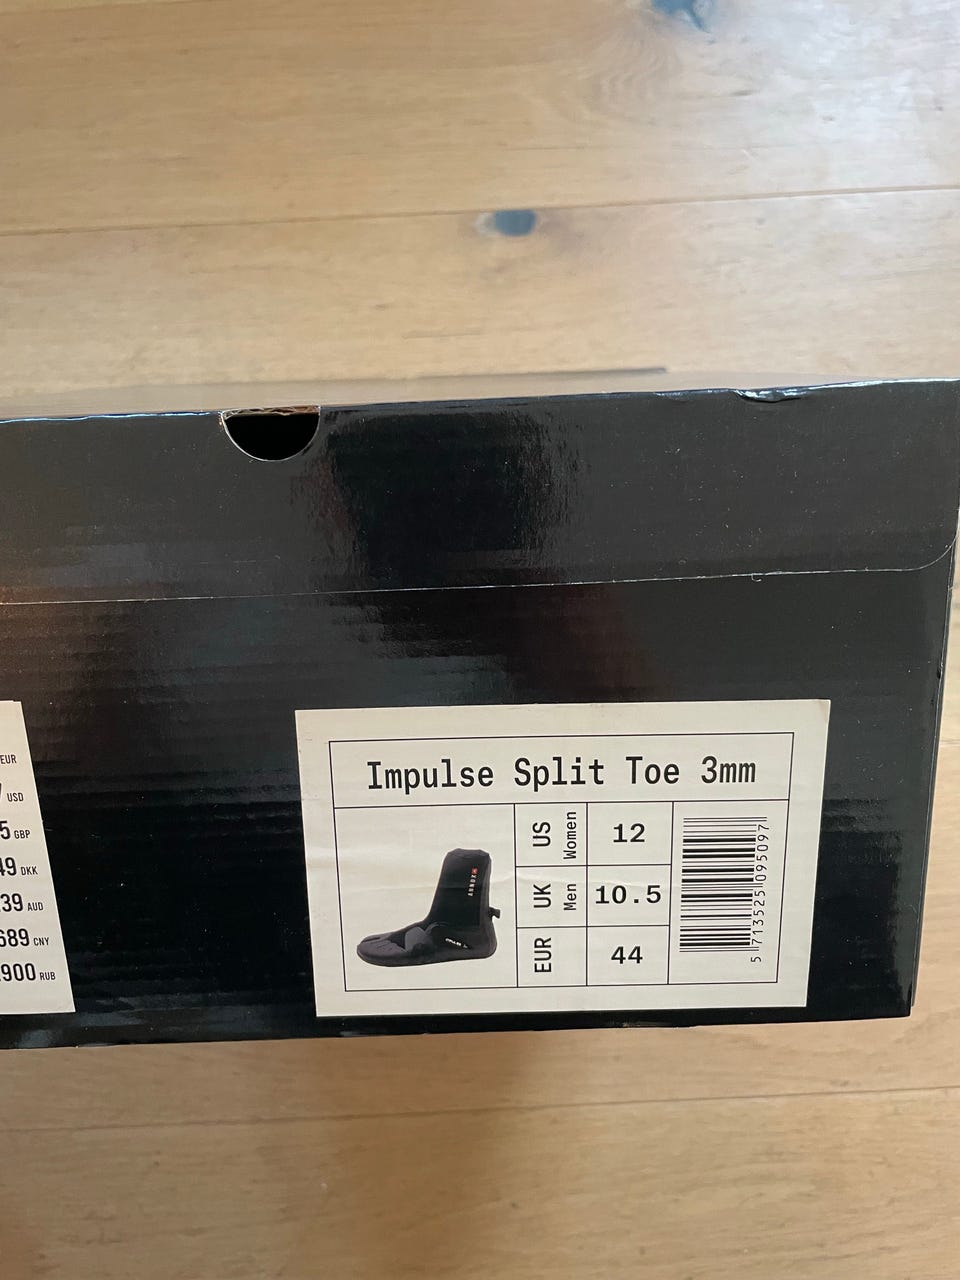 EUR
USD
5 GBP
49 DKK
39 AUD
689 CNY
900 RUB
Impulse Split Toe 3mm
US Women 12
UK Men 10.5
EUR 44
5 713525 095097